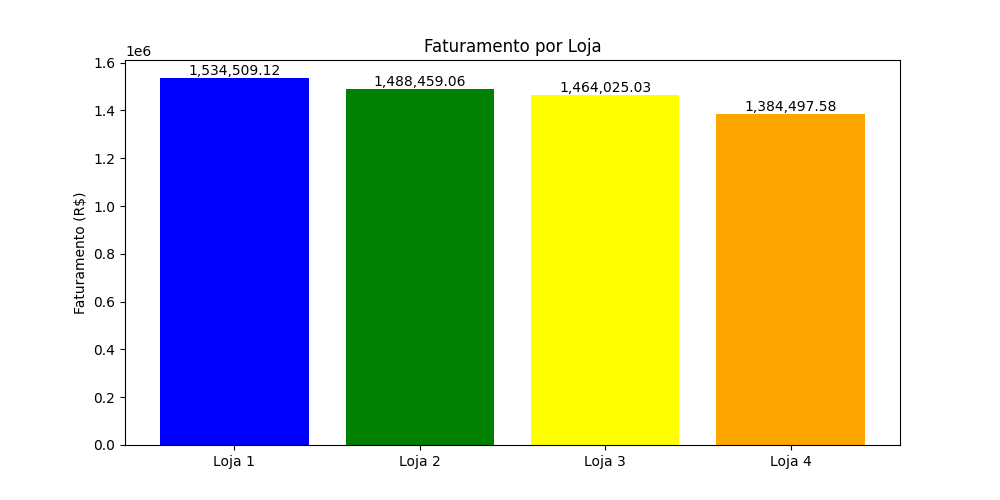 Faturamento por Loja
1e6
1,534,509.12
1,488,459.06
1,464,025.03
1,384,497.58
1.6
1.4
1.2
1.0
0.8
0.6
0.4
0.2
0.0
Faturamento (R$)
Loja 1
Loja 2
Loja 3
Loja 4